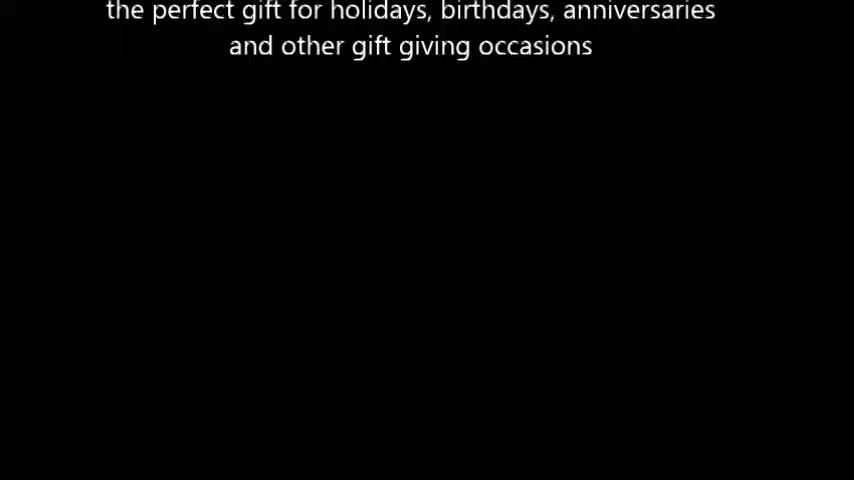 the perfect gift for holidays, birthdays, anniversaries
and other gift giving occasions